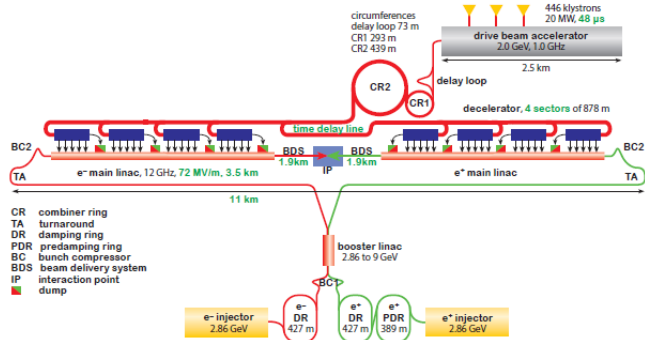 circumferences
delay loop 73 m
CR1 293 m
CR2 439 m
446 klystrons
20 MW, 48 µs
drive beam accelerator
2.0 GeV, 1.0 GHz
2.5 km
delay loop
CR2
CR1
decelerator, 4 sectors of 878 m
time delay line
BC2
BDS
1.9km
IP
BDS
1.9km
BC2
TA
e– main linac, 12 GHz, 72 MV/m, 3.5 km
e+ main linac
TA
11 km
CR combiner ring
TA turnaround
DR damping ring
PDR predamping ring
BC bunch compressor
BDS beam delivery system
IP interaction point
dump
booster linac
2.86 to 9 GeV
BC1
e– injector
2.86 GeV
e–
DR
427 m
e+
DR
427 m
e+
PDR
389 m
e+ injector
2.86 GeV